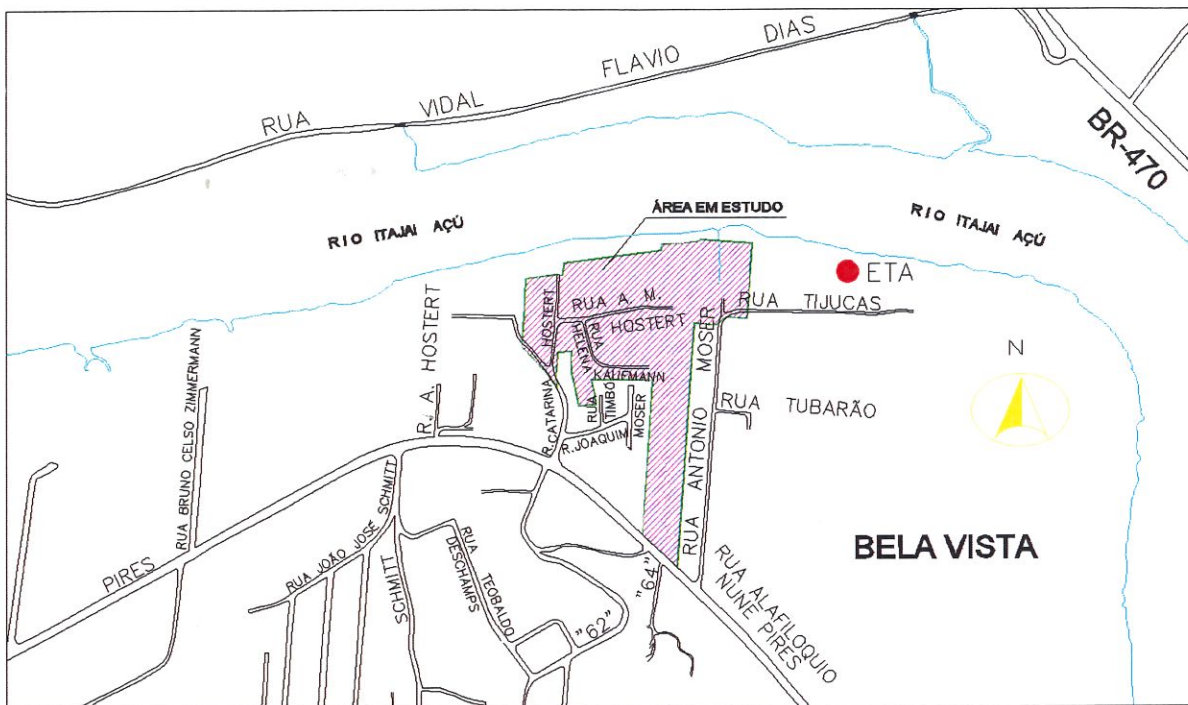 RUA VIDAL FLAVIO DIAS
BR-470
ÁREA EM ESTUDO
RIO ITAJAI AÇÚ
RIO ITAJAI AÇÚ
ETA
RUA TIJUCAS
RUA A. M.
HOSTERT
HOSTERT
RUA
HELENA
KAUFMANN
R.J A. HOSTERT
RUA ANTONIO MOSER
N
RUA BRUNO CELSO ZIMMERMANN
R.CATARINA
RUA
TIMBÓ
MOSER
R.JOAQUIM
RUA TUBARÃO
BELA VISTA
PIRES
RUA JOÃO JOSÉ SCHMITT
SCHMITT
RUA
DESCHAMPS
TEOBALDO
"62"
"64"
RUA ALAFILOQUIO
NUNE PIRES